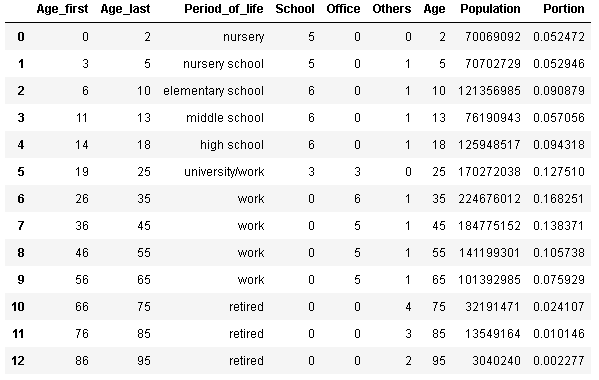 Age_first Age_last Period_of_life School Office Others Age Population Portion
0 0 2 nursery 5 0 0 2 70069092 0.052472
1 3 5 nursery school 5 0 1 5 70702729 0.052946
2 6 10 elementary school 6 0 1 10 121356985 0.090879
3 11 13 middle school 6 0 1 13 76190943 0.057056
4 14 18 high school 6 0 1 18 125948517 0.094318
5 19 25 university/work 3 3 0 25 170272038 0.127510
6 26 35 work 0 6 1 35 224676012 0.168251
7 36 45 work 0 5 1 45 184775152 0.138371
8 46 55 work 0 5 1 55 141199301 0.105738
9 56 65 work 0 5 1 65 101392985 0.075929
10 66 75 retired 0 0 4 75 32191471 0.024107
11 76 85 retired 0 0 3 85 13549164 0.010146
12 86 95 retired 0 0 2 95 3040240 0.002277